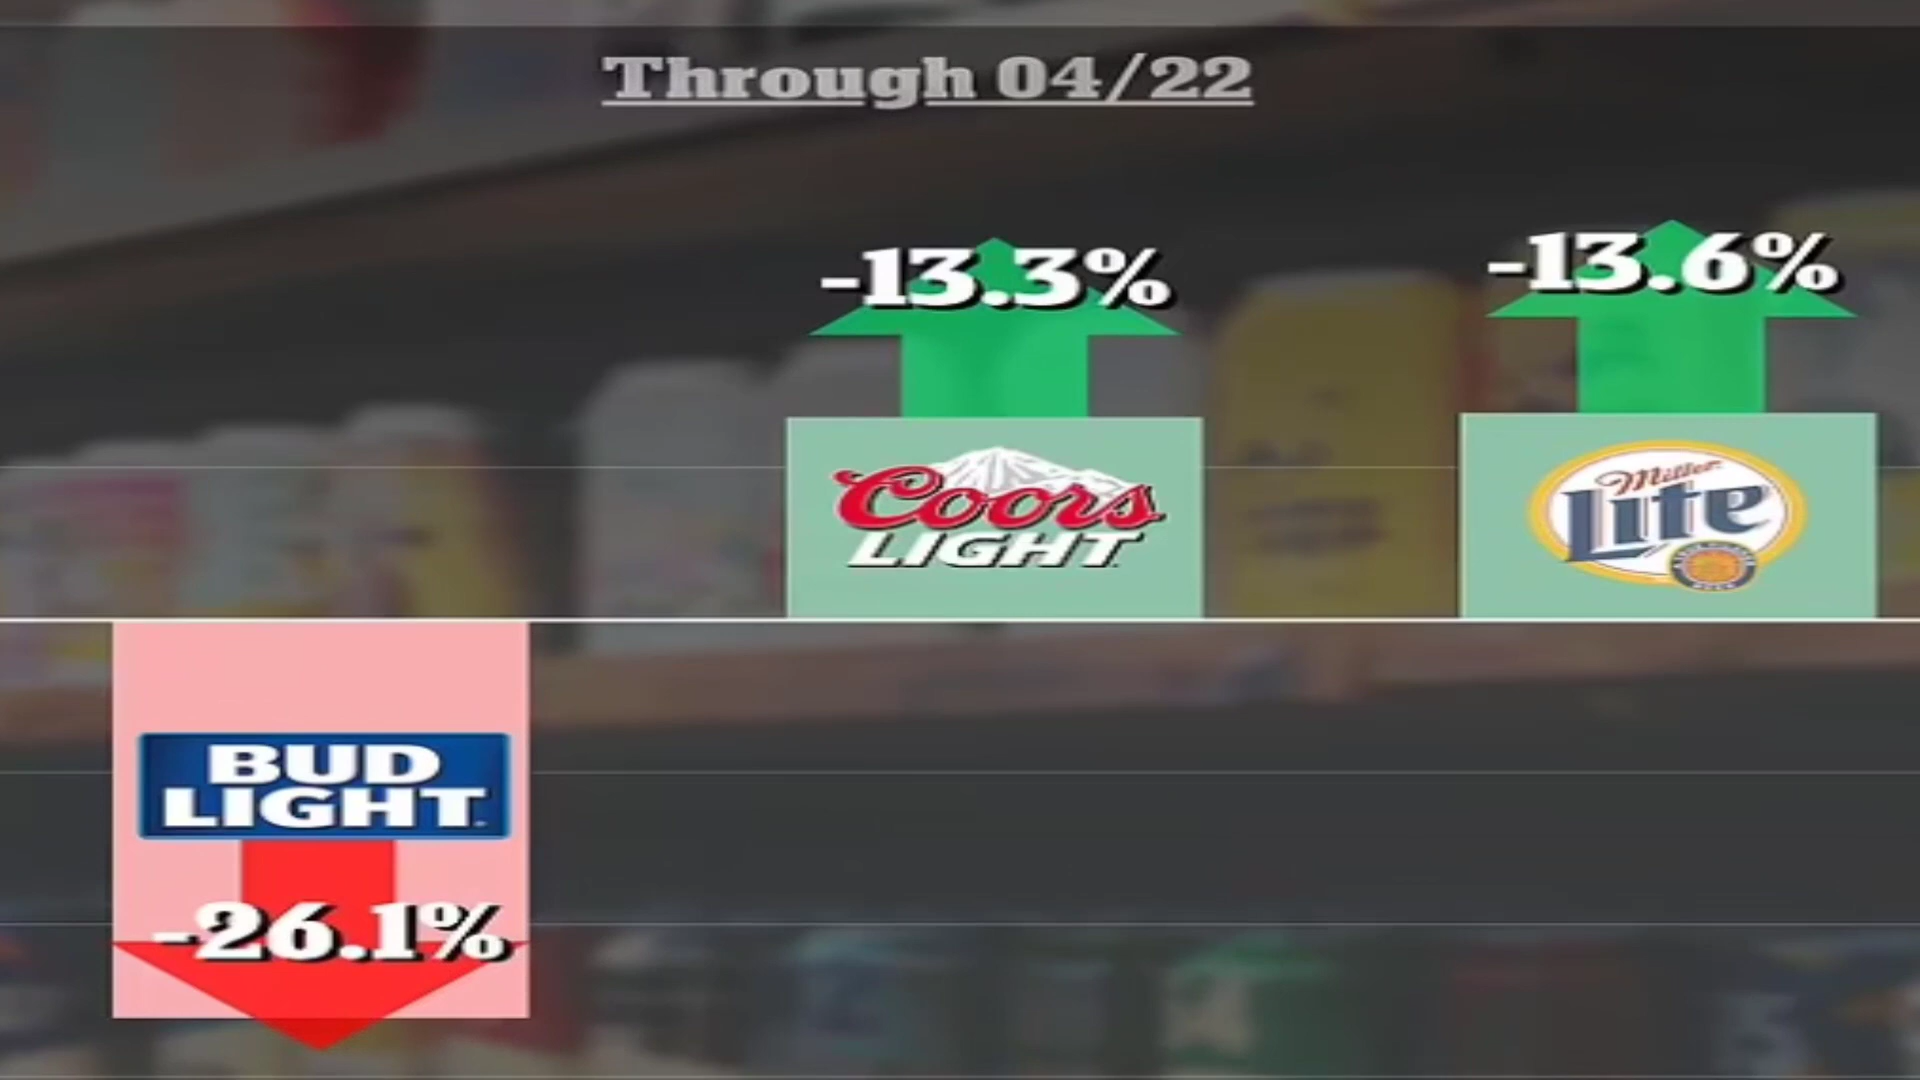 Through 04/22
-13.3%
-13.6%
Coors
LIGHT
Miller
Lite
BUD
LIGHT
-26.1%